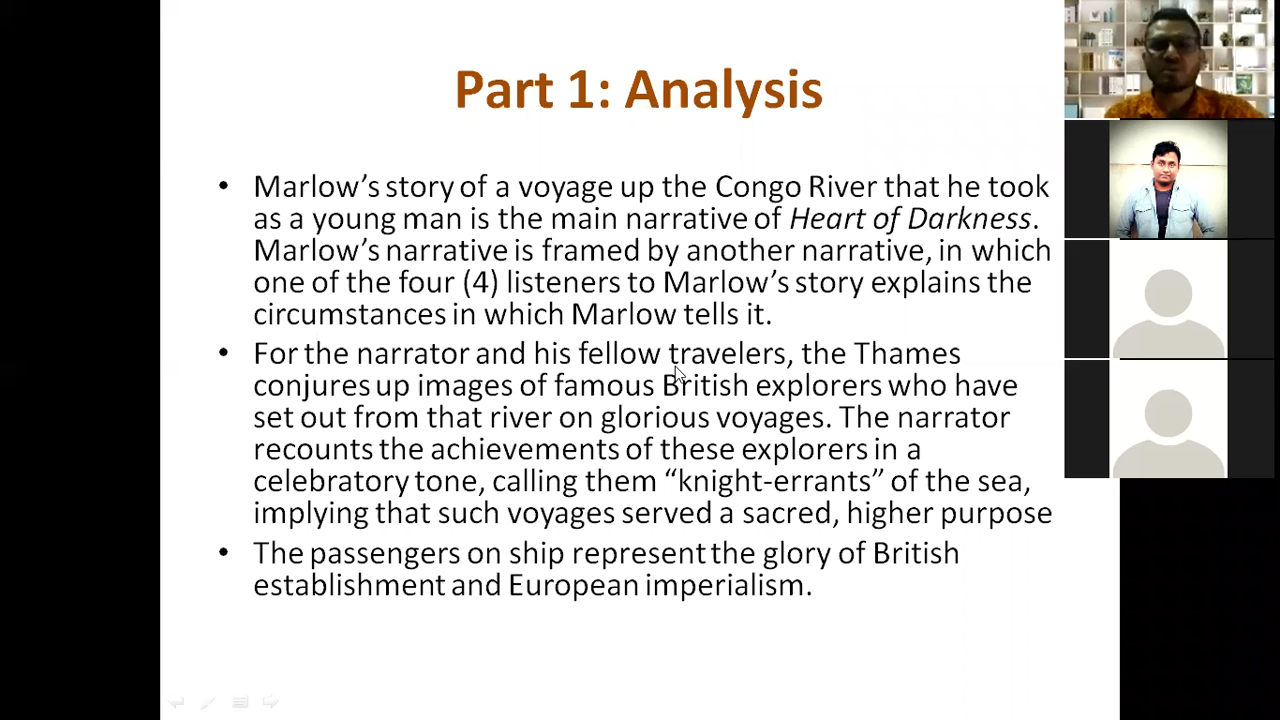 Part 1: Analysis
• Marlow’s story of a voyage up the Congo River that he took
as a young man is the main narrative of Heart of Darkness.
Marlow’s narrative is framed by another narrative, in which
one of the four (4) listeners to Marlow’s story explains the
circumstances in which Marlow tells it.
• For the narrator and his fellow travelers, the Thames
conjures up images of famous British explorers who have
set out from that river on glorious voyages. The narrator
recounts the achievements of these explorers in a
celebratory tone, calling them “knight-errants” of the sea,
implying that such voyages served a sacred, higher purpose
• The passengers on ship represent the glory of British
establishment and European imperialism.